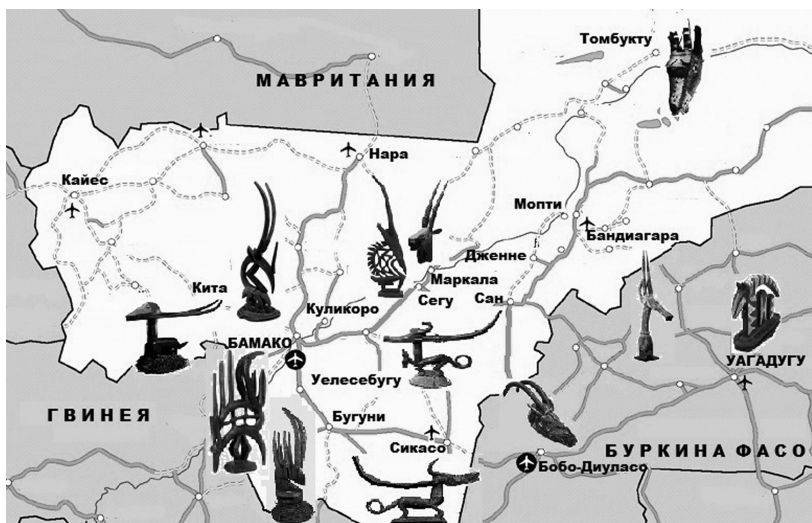 Томбукту
МАВРИТАНИЯ
Нара
Кайес
Мопти
Бандиагара
Дженне
Маркала
Кита
Сегу
Сан
Куликоро
БАМАКО
УАГАДУГУ
Уелесебугу
ГВИНЕЯ
Бугуни
Сикасо
БУРКИНА ФАСО
Бобо-Диуласо